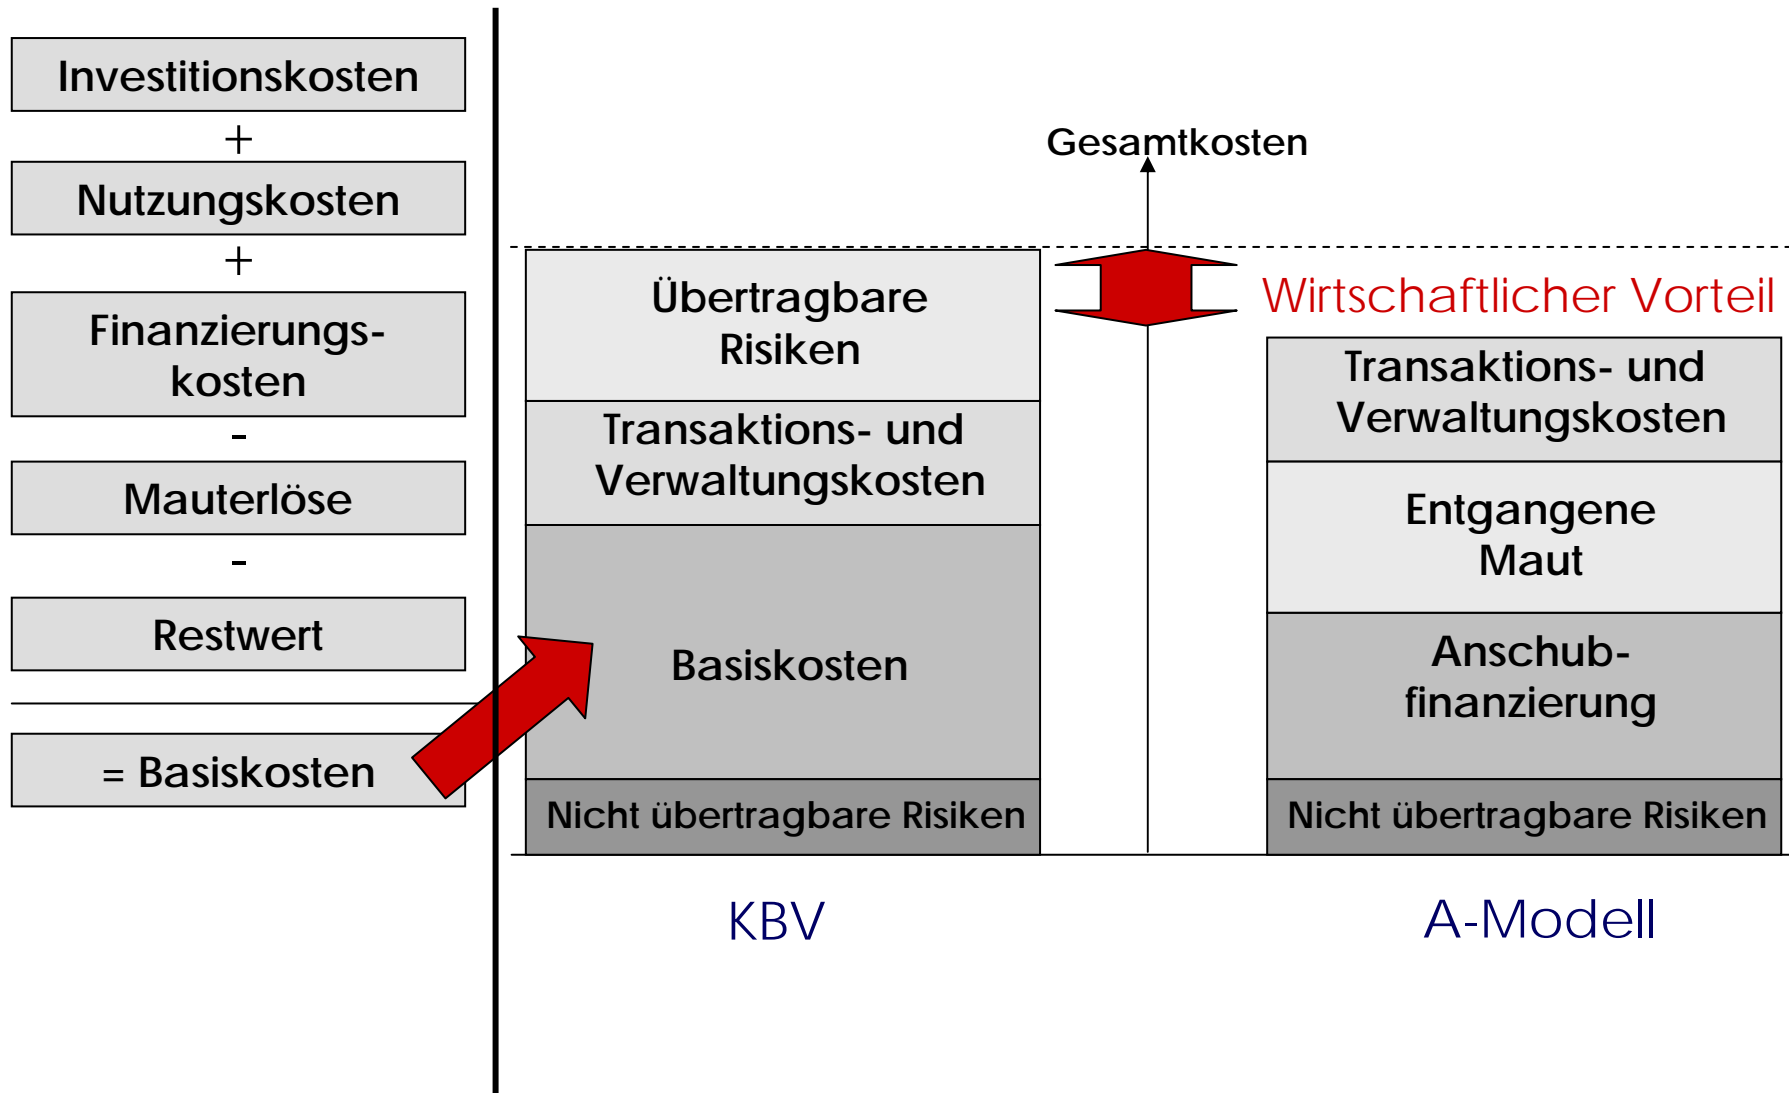 Investitionskosten
+
Nutzungskosten
+
Finanzierungs-
kosten
-
Mauterlöse
-
Restwert
= Basiskosten
Gesamtkosten
Übertragbare
Risiken
Transaktions- und
Verwaltungskosten
Basiskosten
Nicht übertragbare Risiken
KBV
Wirtschaftlicher Vorteil
Transaktions- und
Verwaltungskosten
Entgangene
Maut
Anschub-
finanzierung
Nicht übertragbare Risiken
A-Modell